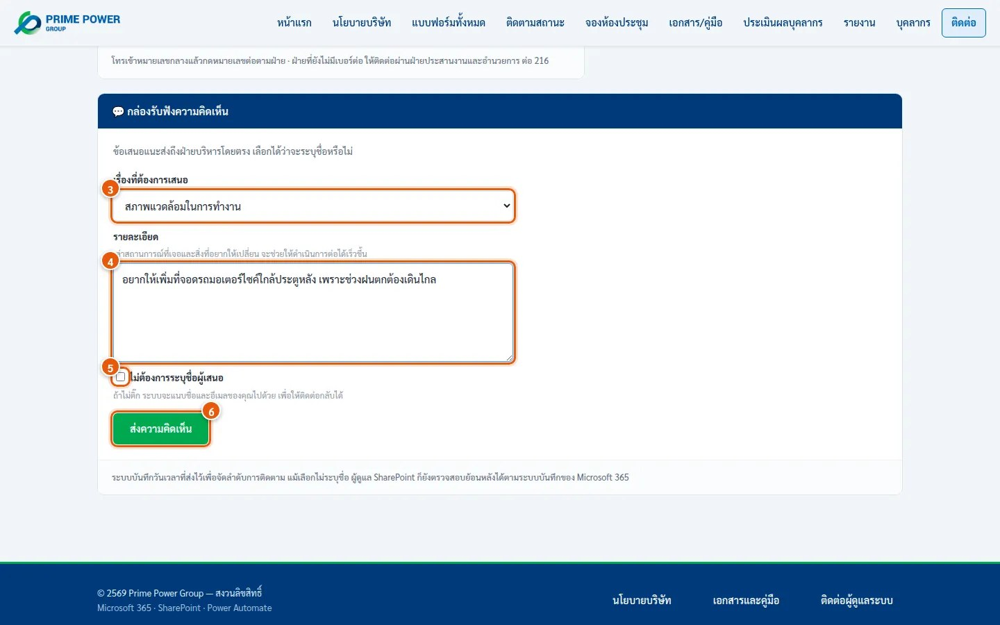 PRIME POWER
GROUP
หน้าแรก นโยบายบริษัท แบบฟอร์มทั้งหมด ติดตามสถานะ จองห้องประชุม เอกสาร/คู่มือ ประเมินผลบุคลากร รายงาน บุคลากร ติดต่อ
โทรเข้าหมายเลขกลางแล้วกดหมายเลขต่อตามฝ่าย · ฝ่ายที่ยังไม่มีเบอร์ต่อ ให้ติดต่อผ่านฝ่ายประสานงานและอำนวยการ ต่อ 216
💬 กล่องรับฟังความคิดเห็น
ข้อเสนอแนะส่งถึงฝ่ายบริหารโดยตรง เลือกได้ว่าจะระบุชื่อหรือไม่
เรื่องที่ต้องการเสนอ
3
สภาพแวดล้อมในการทำงาน
รายละเอียด
เล่าสถานการณ์ที่เจอและสิ่งที่อยากให้เปลี่ยน จะช่วยให้ดำเนินการต่อได้เร็วขึ้น
4
อยากให้เพิ่มที่จอดรถมอเตอร์ไซค์ใกล้ประตูหลัง เพราะช่วงฝนตกต้องเดินไกล
5
ไม่ต้องการระบุชื่อผู้เสนอ
ถ้าไม่ติ๊ก ระบบจะแนบชื่อและอีเมลของคุณไปด้วย เพื่อให้ติดต่อกลับได้
6
ส่งความคิดเห็น
ระบบบันทึกวันเวลาที่ส่งไว้เพื่อจัดลำดับการติดตาม แม้เลือกไม่ระบุชื่อ ผู้ดูแล SharePoint ก็ยังตรวจสอบย้อนหลังได้ตามระบบบันทึกของ Microsoft 365
© 2569 Prime Power Group — สงวนลิขสิทธิ์
Microsoft 365 · SharePoint · Power Automate
นโยบายบริษัท เอกสารและคู่มือ ติดต่อผู้ดูแลระบบ